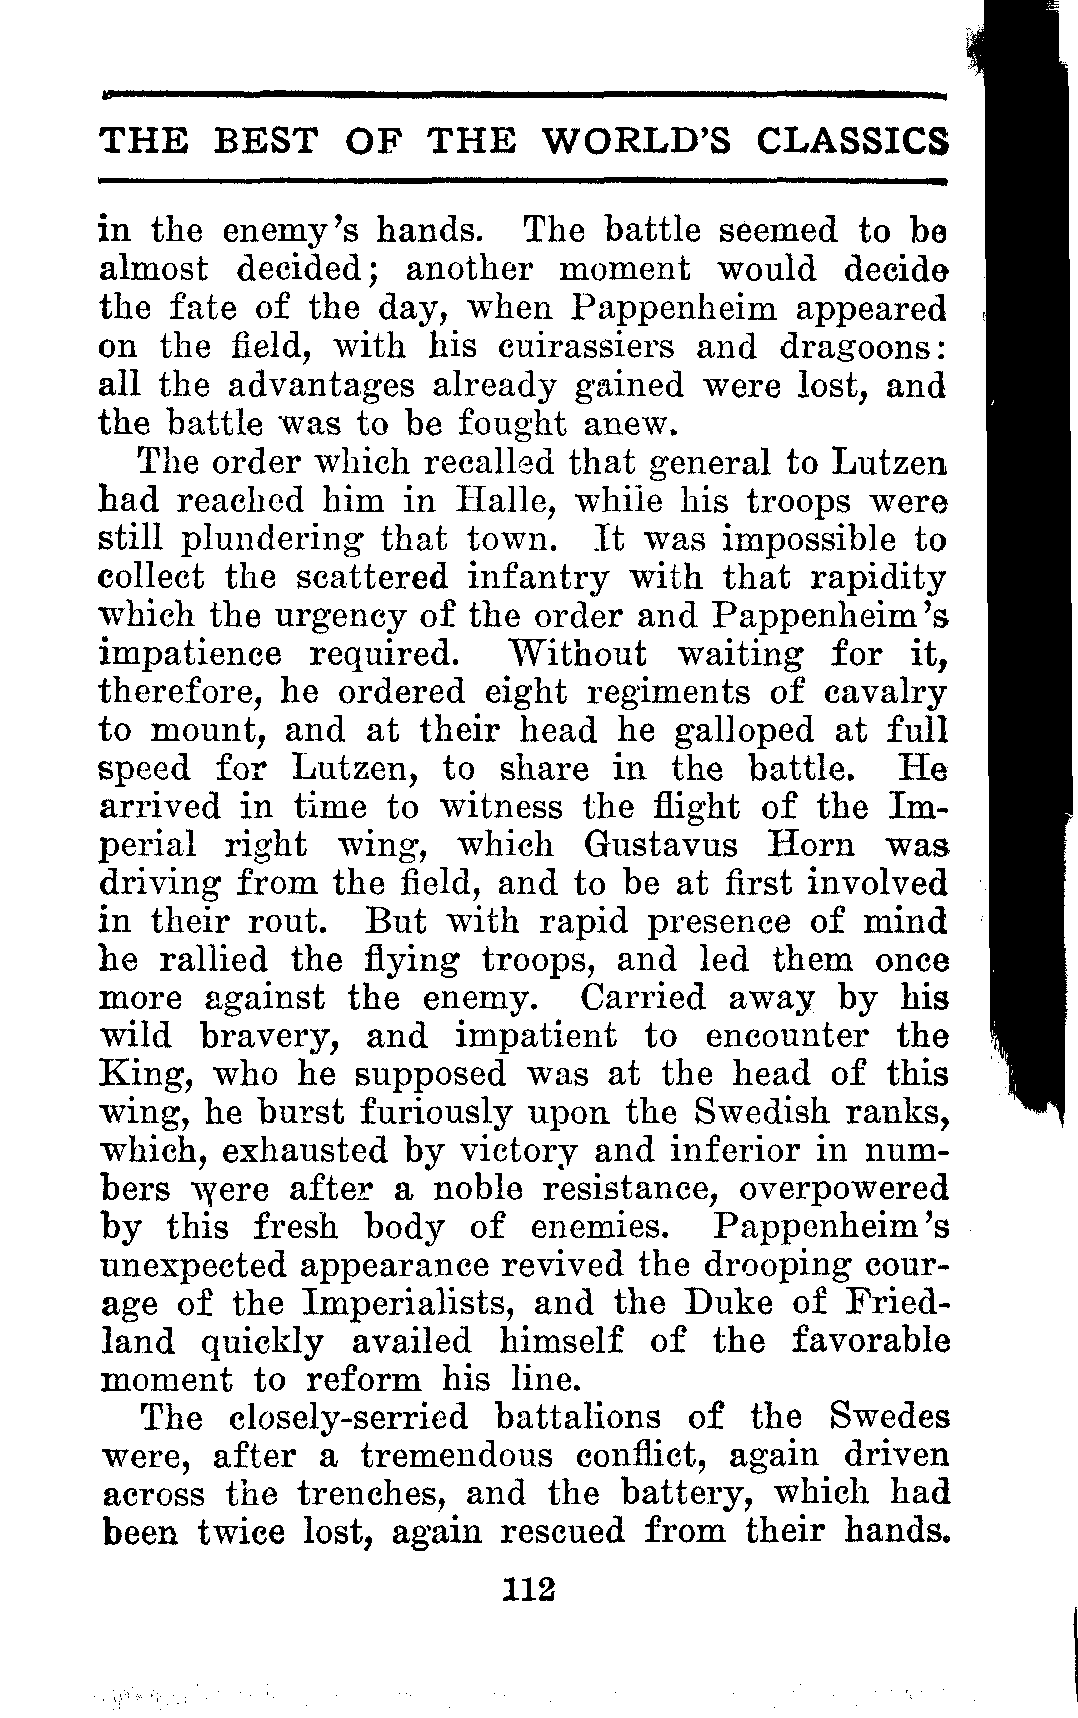 THE BEST OF THE WORLD'S CLASSICS
in the enemy's hands. The battle seemed to be
almost decided; another moment would decide
the fate of the day, when Pappenheim appeared
on the field, with his cuirassiers and dragoons:
all the advantages already gained were lost, and
the battle was to be fought anew.
The order which recalled that general to Lutzen
had reached him in Halle, while his troops were
still plundering that town. It was impossible to
collect the scattered infantry with that rapidity
which the urgency of the order and Pappenheim's
impatience required. Without waiting for it,
therefore, he ordered eight regiments of cavalry
to mount, and at their head he galloped at full
speed for Lutzen, to share in the battle. He
arrived in time to witness the flight of the Im-
perial right wing, which Gustavus Horn was
driving from the field, and to be at first involved
in their rout. But with rapid presence of mind
he rallied the flying troops, and led them once
more against the enemy. Carried away by his
wild bravery, and impatient to encounter the
King, who he supposed was at the head of this
wing, he burst furiously upon the Swedish ranks,
which, exhausted by victory and inferior in num-
bers were after a noble resistance, overpowered
by this fresh body of enemies. Pappenheim's
unexpected appearance revived the drooping cour-
age of the Imperialists, and the Duke of Fried-
land quickly availed himself of the favorable
moment to reform his line.
The closely-serried battalions of the Swedes
were, after a tremendous conflict, again driven
across the trenches, and the battery, which had
been twice lost, again rescued from their hands.
112